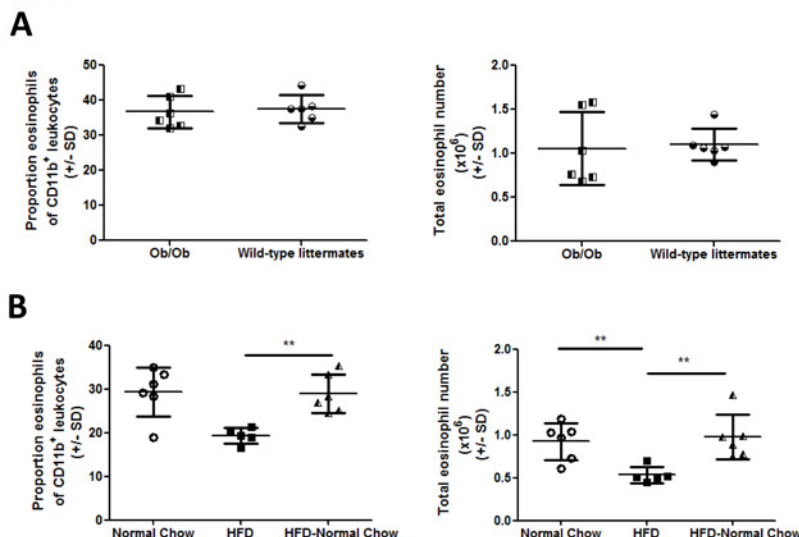 A
Proportion eosinophils
of CD11b+ leukocytes
(+/- SD)
50
40
30
20
10
0
Ob/Ob
Wild-type littermates
Total eosinophil number
(x10^6)
(+/- SD)
2.0
1.5
1.0
0.5
0.0
Ob/Ob
Wild-type littermates
B
Proportion eosinophils
of CD11b+ leukocytes
(+/- SD)
40
30
20
10
0
**
Normal Chow
HFD
HFD-Normal Chow
Total eosinophil number
(x10^6)
(+/- SD)
2.0
1.5
1.0
0.5
0.0
**
**
Normal Chow
HFD
HFD-Normal Chow